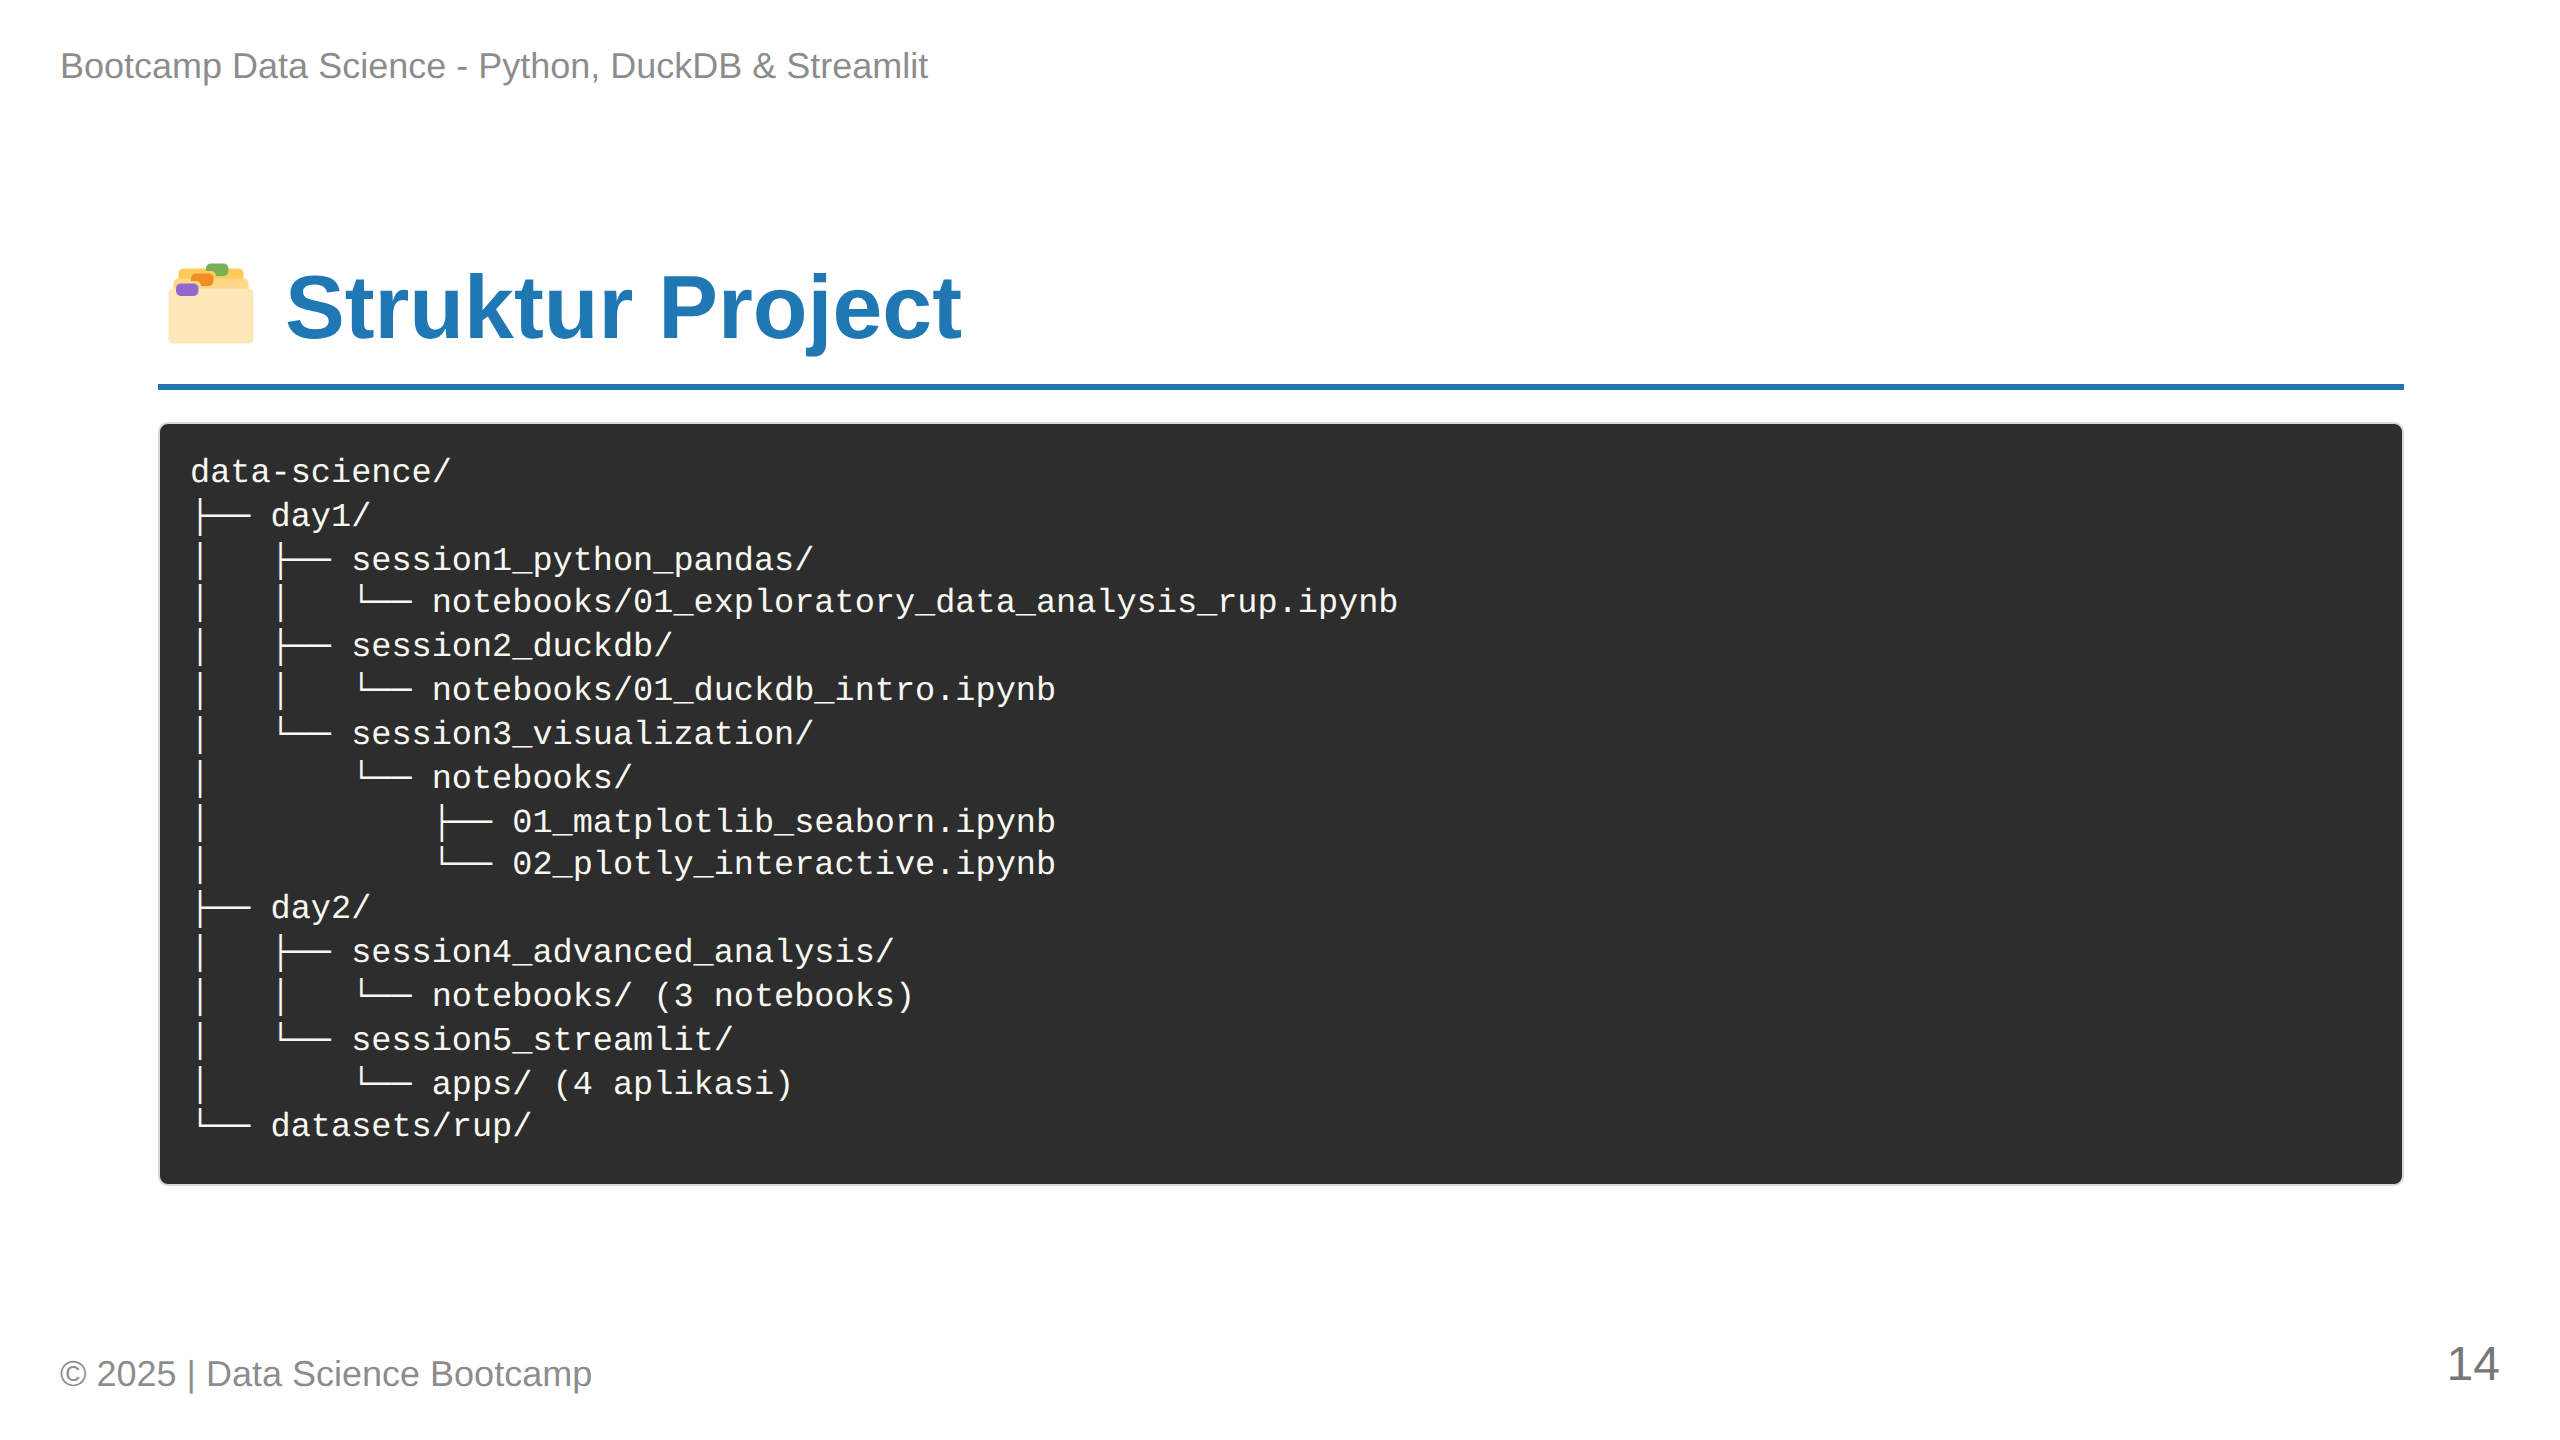 Bootcamp Data Science - Python, DuckDB & Streamlit
Struktur Project
data-science/
├── day1/
│   ├── session1_python_pandas/
│   │   └── notebooks/01_exploratory_data_analysis_rup.ipynb
│   ├── session2_duckdb/
│   │   └── notebooks/01_duckdb_intro.ipynb
│   └── session3_visualization/
│       └── notebooks/
│           ├── 01_matplotlib_seaborn.ipynb
│           └── 02_plotly_interactive.ipynb
├── day2/
│   ├── session4_advanced_analysis/
│   │   └── notebooks/ (3 notebooks)
│   └── session5_streamlit/
│       └── apps/ (4 aplikasi)
└── datasets/rup/
© 2025 | Data Science Bootcamp
14